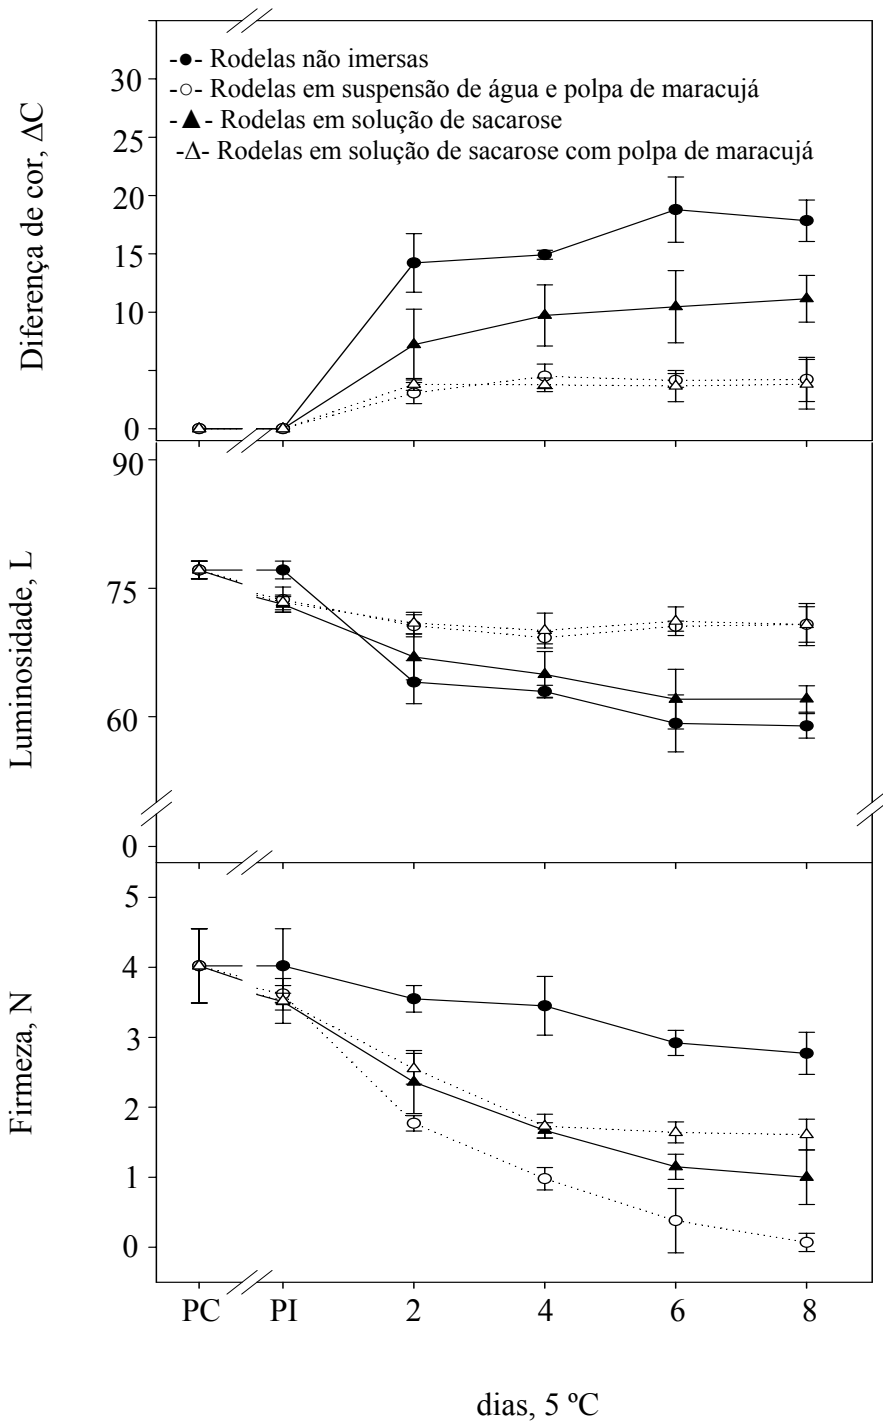 Diferença de cor, ΔC
30
20
15
10
0
-●- Rodelas não imersas
-○- Rodelas em suspensão de água e polpa de maracujá
-▲- Rodelas em solução de sacarose
-Δ- Rodelas em solução de sacarose com polpa de maracujá
Luminosidade, L
90
75
60
0
Firmeza, N
5
4
3
2
1
0
PC PI 2 4 6 8
dias, 5 ºC